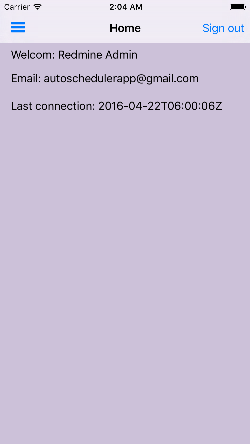 Carrier 2:04 AM
Home Sign out
Welcom: Redmine Admin
Email: autoschedulerapp@gmail.com
Last connection: 2016-04-22T06:00:06Z